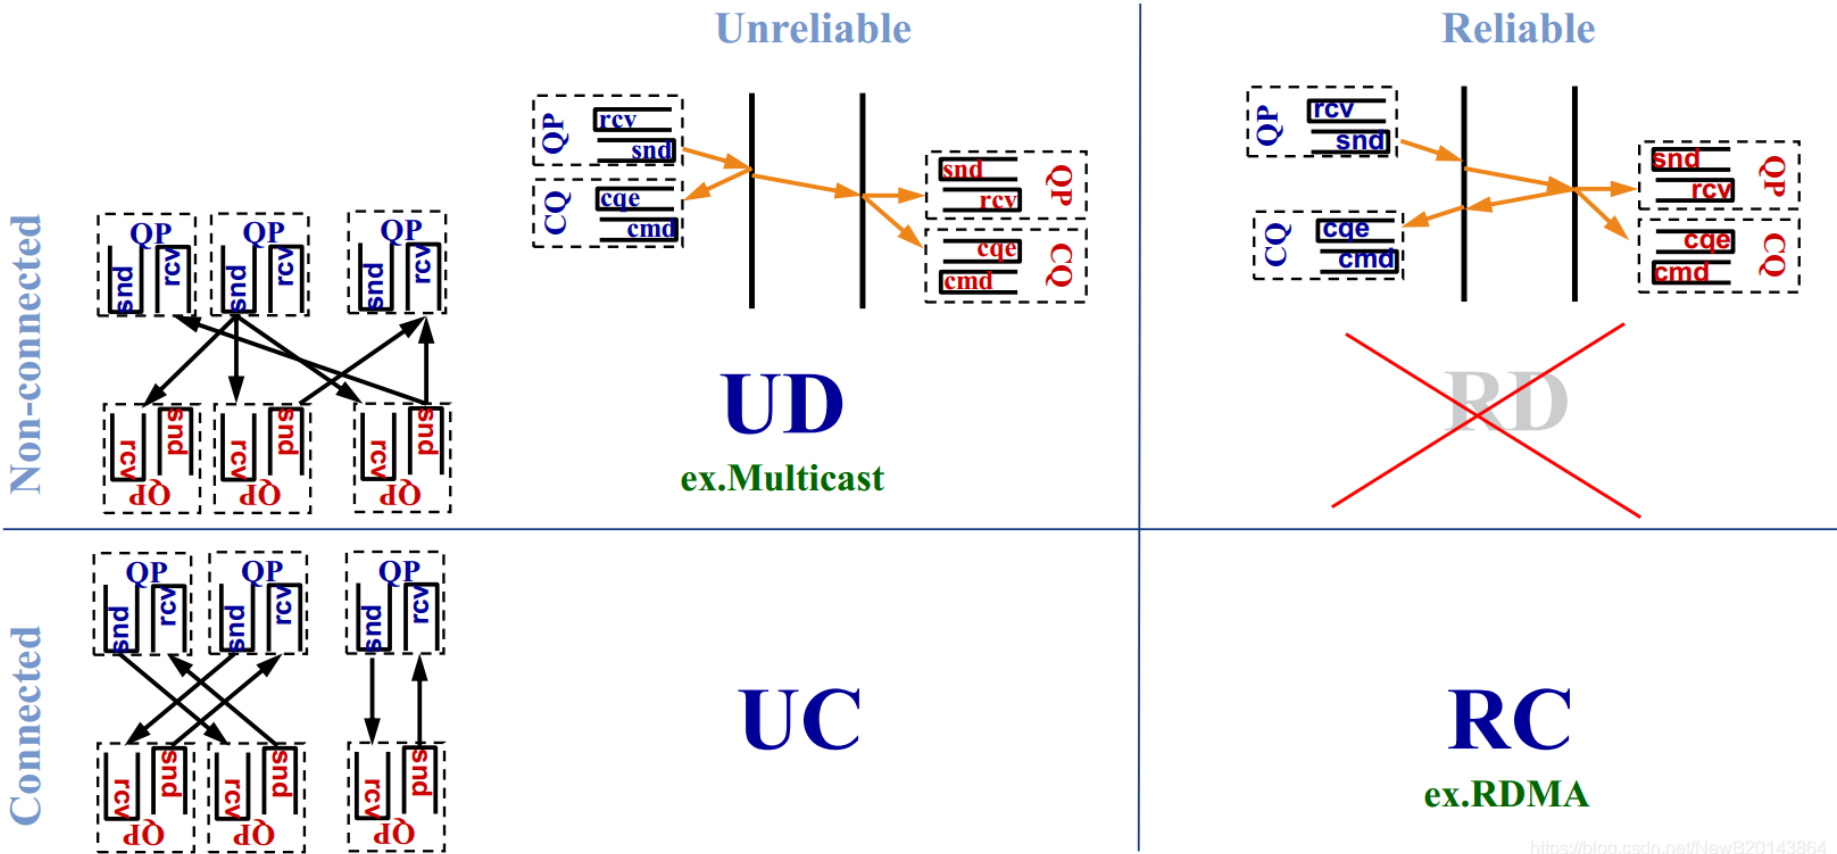 Unreliable
Reliable
Non-connected
QP
snd
rcv
QP
snd
rcv
QP
snd
rcv
rcv
snd
QP
rcv
snd
QP
rcv
snd
QP
QP
rcv
snd
CQ
cqe
cmd
snd
rcv
QP
cqe
cmd
CQ
UD
ex.Multicast
QP
rcv
snd
CQ
cqe
cmd
snd
rcv
QP
cqe
cmd
CQ
RD
Connected
QP
snd
rcv
QP
snd
rcv
QP
snd
rcv
rcv
snd
QP
rcv
snd
QP
rcv
snd
QP
UC
RC
ex.RDMA
https://blog.csdn.net/NewB20143864